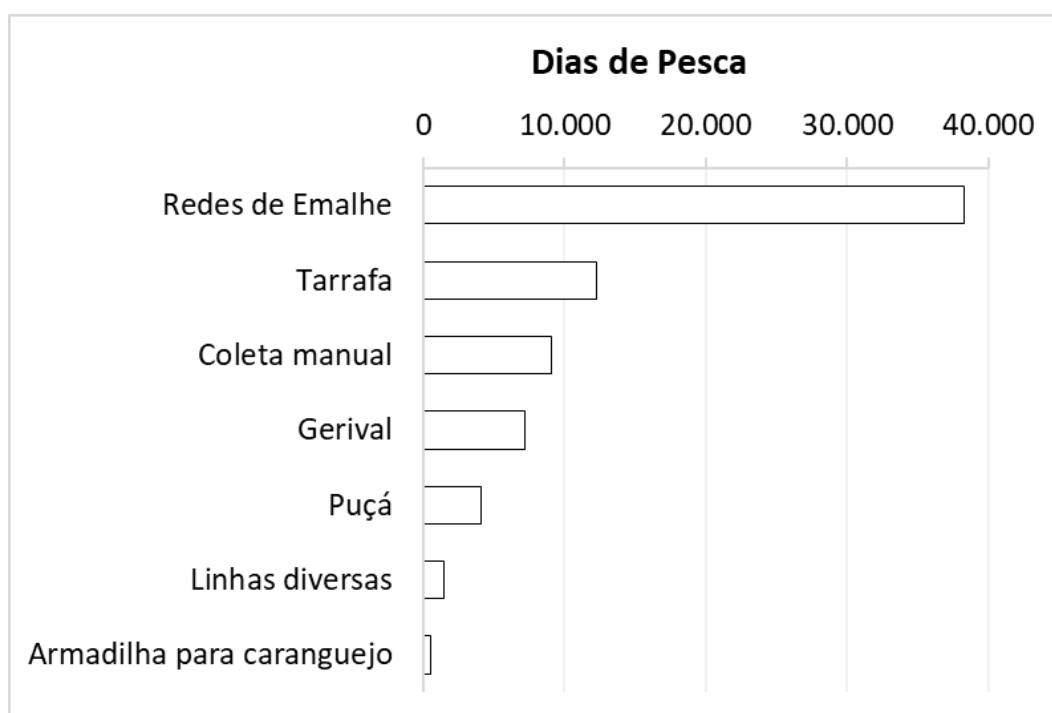 Dias de Pesca
0 10.000 20.000 30.000 40.000
Redes de Emalhe
Tarrafa
Coleta manual
Gerival
Puçá
Linhas diversas
Armadilha para caranguejo